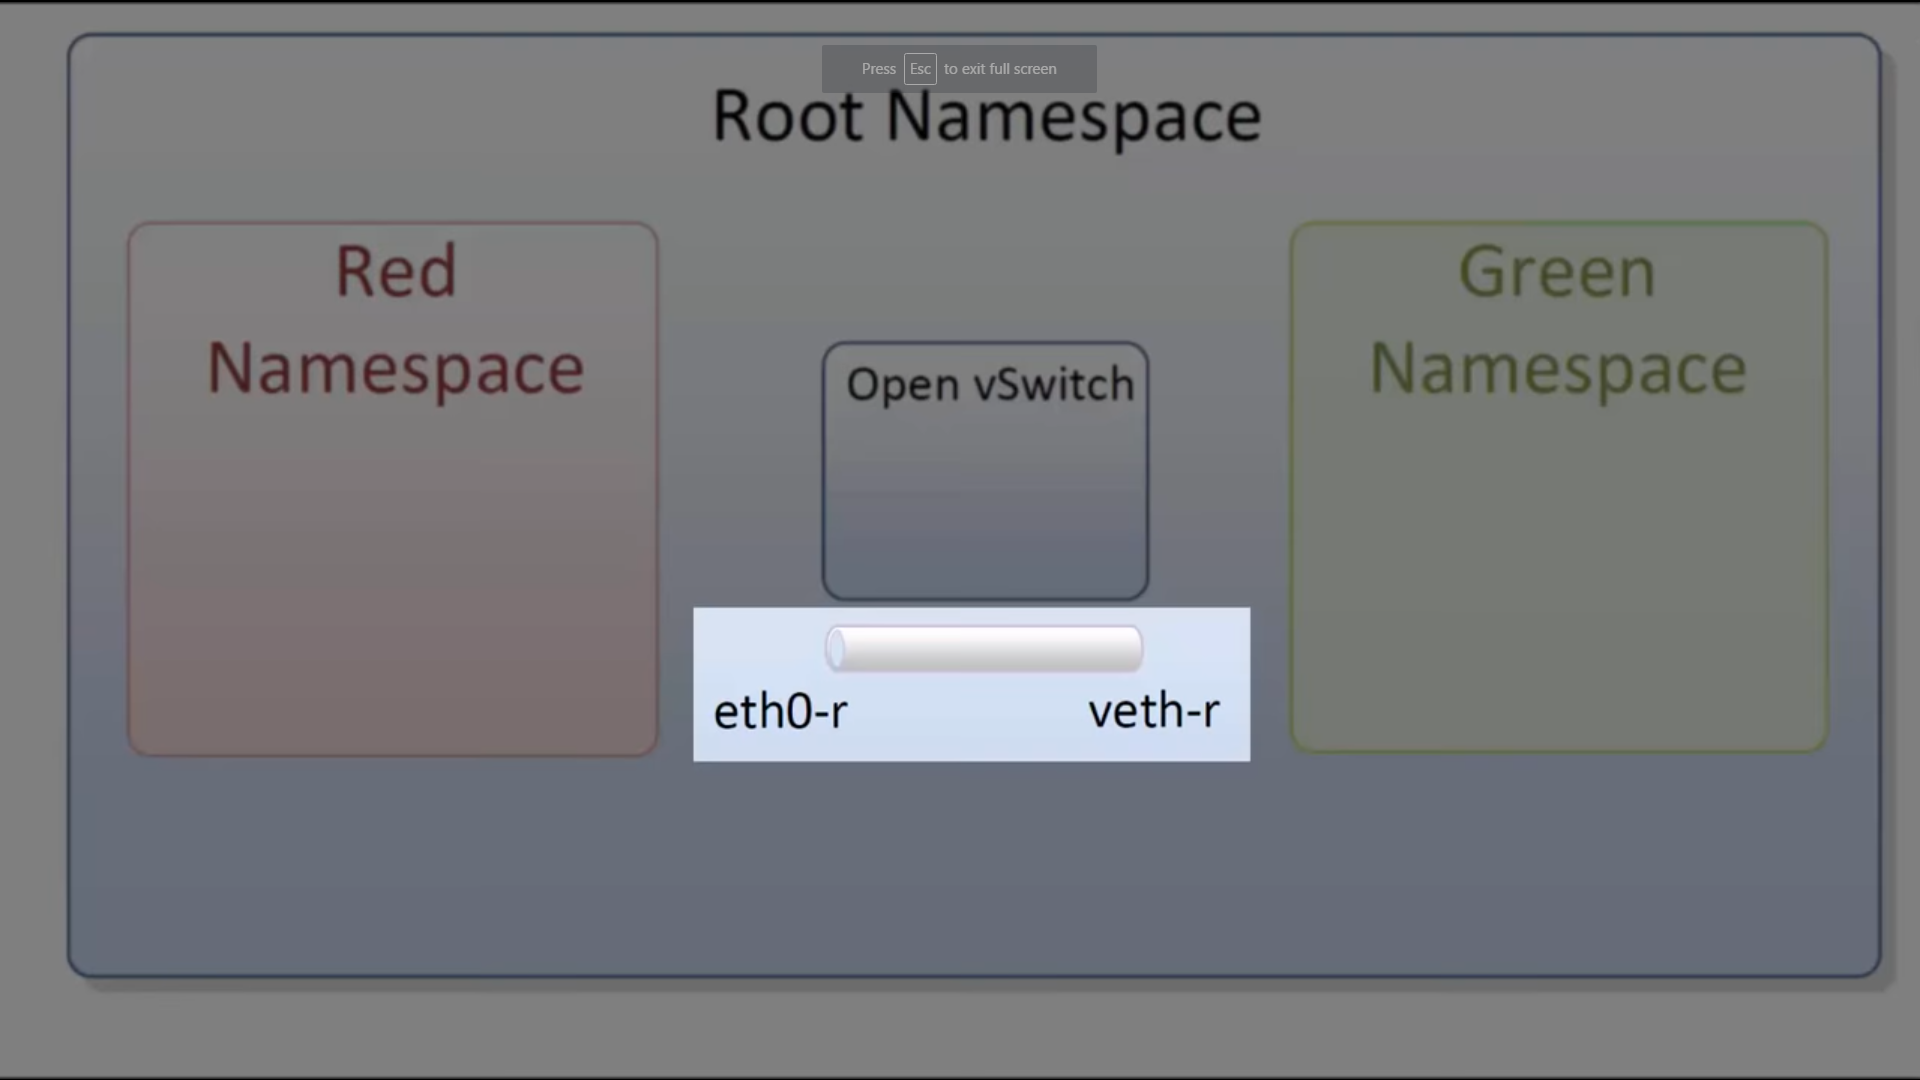 Press Esc to exit full screen
Root Namespace
Red
Namespace
Open vSwitch
Green
Namespace
eth0-r
veth-r